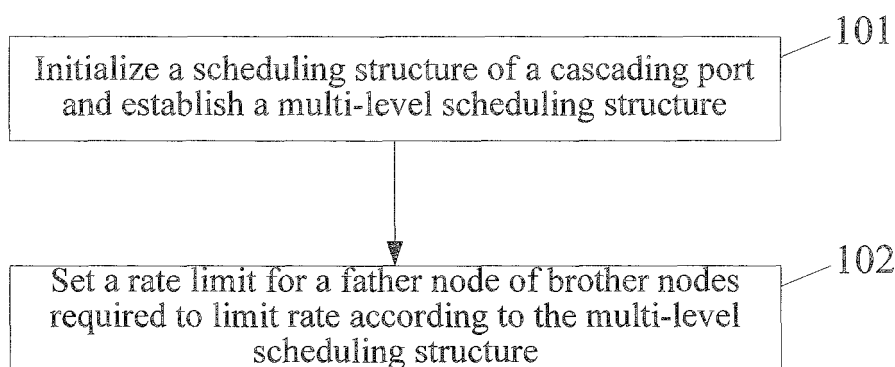 101
Initialize a scheduling structure of a cascading port
and establish a multi-level scheduling structure
102
Set a rate limit for a father node of brother nodes
required to limit rate according to the multi-level
scheduling structure